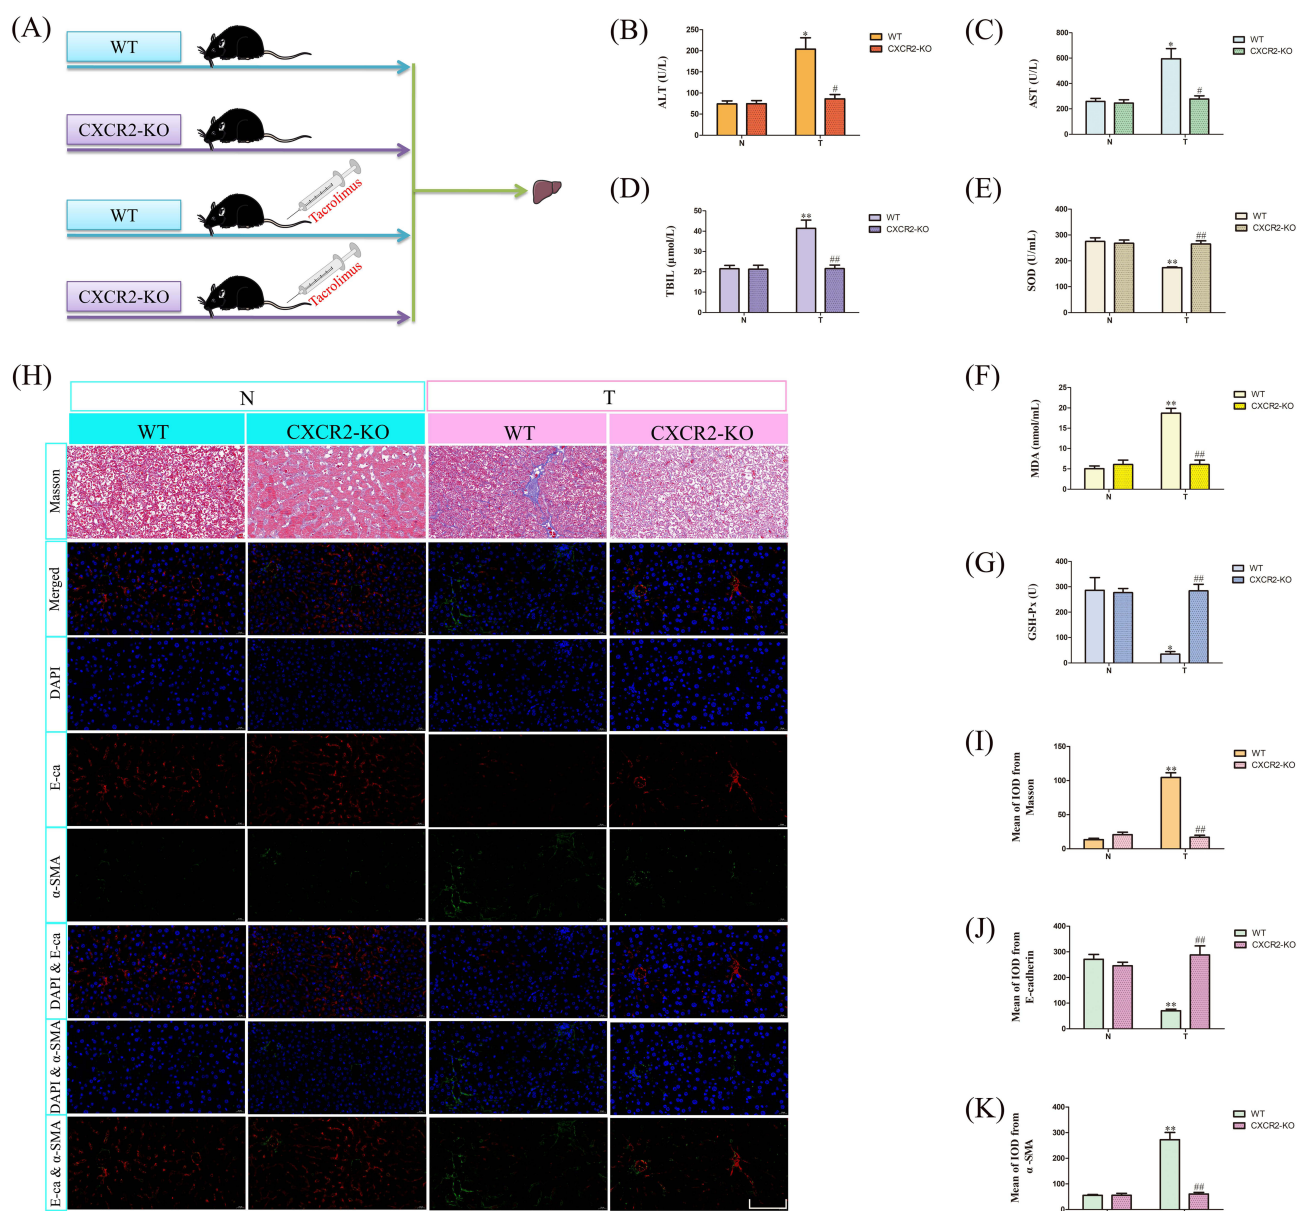 (A)
WT
CXCR2-KO
WT
Tacrolimus
CXCR2-KO
Tacrolimus
(B)
ALT (U/L)
250
200
150
100
50
0
*
#
N
T
WT
CXCR2-KO
(C)
AST (U/L)
800
600
400
200
0
*
#
N
T
WT
CXCR2-KO
(D)
TBIL (μmol/L)
50
40
30
20
10
0
**
##
N
T
WT
CXCR2-KO
(E)
SOD (U/mL)
400
300
200
100
0
**
##
N
T
WT
CXCR2-KO
(F)
MDA (nmol/mL)
25
20
15
10
5
0
**
##
N
T
WT
CXCR2-KO
(G)
GSH-Px (U)
400
300
200
100
0
*
##
N
T
WT
CXCR2-KO
(H)
N
T
WT
CXCR2-KO
WT
CXCR2-KO
Masson
Merged
DAPI
E-ca
α-SMA
DAPI & E-ca
DAPI & α-SMA
E-ca & α-SMA
(I)
Mean of IOD from
Masson
150
100
50
0
**
##
N
T
WT
CXCR2-KO
(J)
Mean of IOD from
E-cadherin
400
300
200
100
0
**
##
N
T
WT
CXCR2-KO
(K)
Mean of IOD from
α -SMA
400
300
200
100
0
**
##
WT
CXCR2-KO